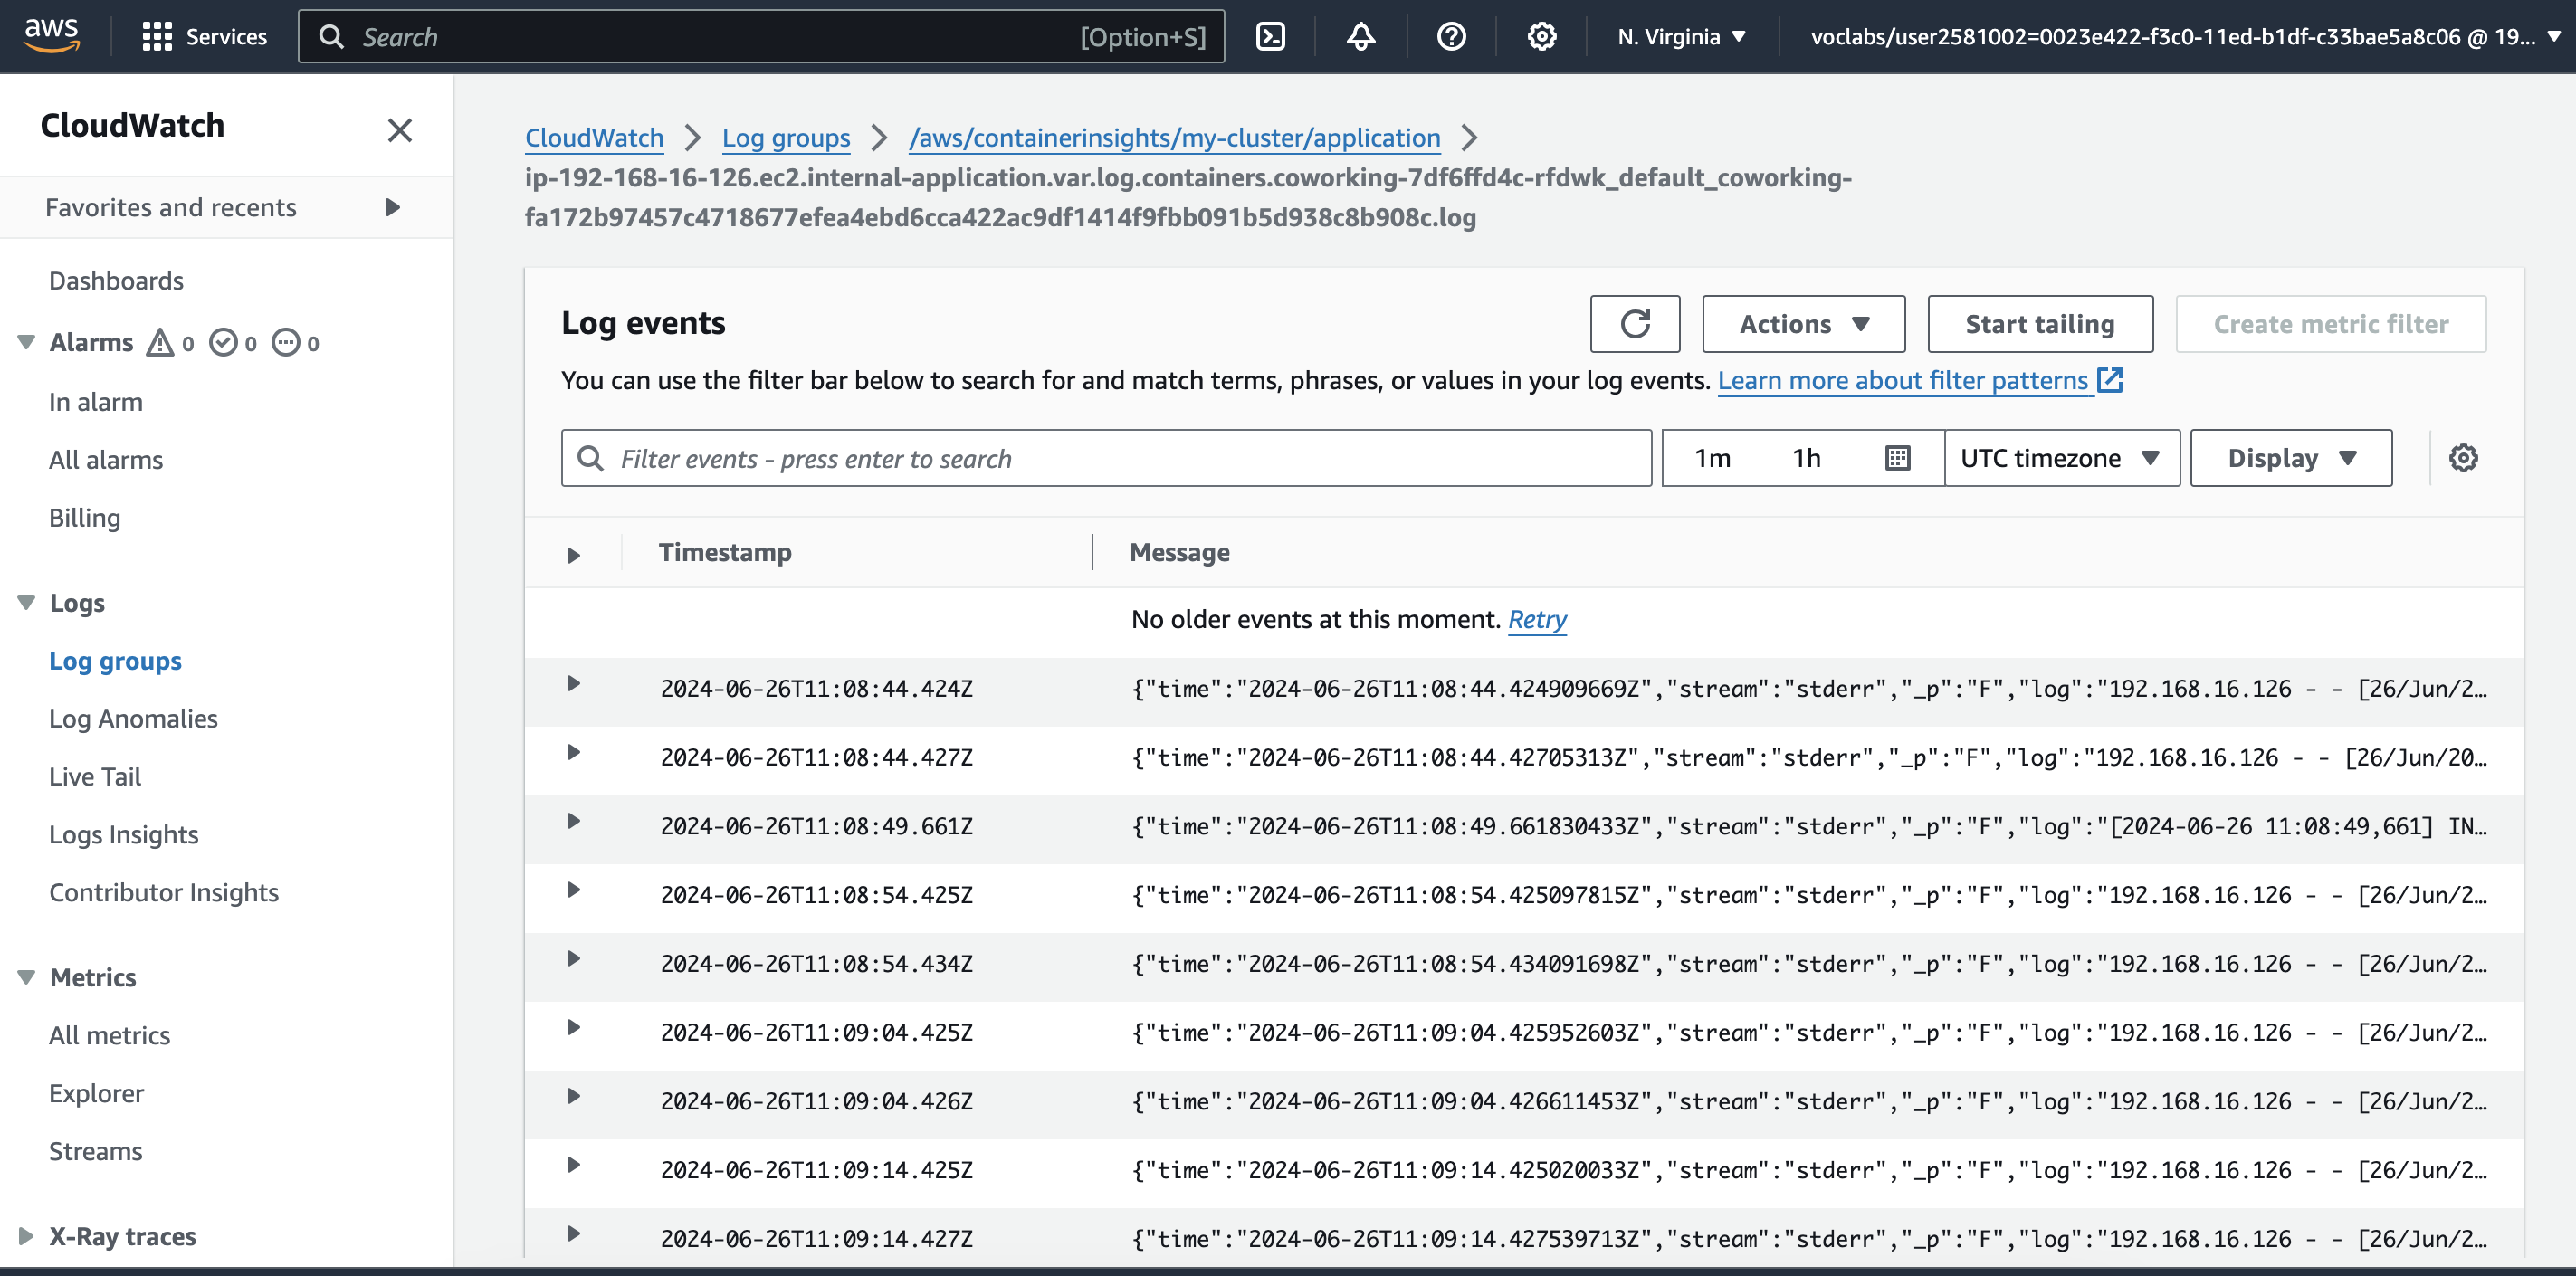 aws
Services
Search
[Option+S]
N. Virginia
voclabs/user2581002=0023e422-f3c0-11ed-b1df-c33bae5a8c06 @ 19...
CloudWatch
Favorites and recents
Dashboards
Alarms 0 0 0
In alarm
All alarms
Billing
Logs
Log groups
Log Anomalies
Live Tail
Logs Insights
Contributor Insights
Metrics
All metrics
Explorer
Streams
X-Ray traces
CloudWatch
Log groups
/aws/containerinsights/my-cluster/application
ip-192-168-16-126.ec2.internal-application.var.log.containers.coworking-7df6ffd4c-rfdwk_default_coworking-
fa172b97457c4718677efea4ebd6cca422ac9df1414f9fbb091b5d938c8b908c.log
Log events
Actions
Start tailing
Create metric filter
You can use the filter bar below to search for and match terms, phrases, or values in your log events. Learn more about filter patterns
Filter events - press enter to search
1m
1h
UTC timezone
Display
Timestamp
Message
No older events at this moment. Retry
2024-06-26T11:08:44.424Z {"time":"2024-06-26T11:08:44.424909669Z","stream":"stderr","_p":"F","log":"192.168.16.126 - - [26/Jun/2...
2024-06-26T11:08:44.427Z {"time":"2024-06-26T11:08:44.42705313Z","stream":"stderr","_p":"F","log":"192.168.16.126 - - [26/Jun/20...
2024-06-26T11:08:49.661Z {"time":"2024-06-26T11:08:49.661830433Z","stream":"stderr","_p":"F","log":"[2024-06-26 11:08:49,661] IN...
2024-06-26T11:08:54.425Z {"time":"2024-06-26T11:08:54.425097815Z","stream":"stderr","_p":"F","log":"192.168.16.126 - - [26/Jun/2...
2024-06-26T11:08:54.434Z {"time":"2024-06-26T11:08:54.434091698Z","stream":"stderr","_p":"F","log":"192.168.16.126 - - [26/Jun/2...
2024-06-26T11:09:04.425Z {"time":"2024-06-26T11:09:04.425952603Z","stream":"stderr","_p":"F","log":"192.168.16.126 - - [26/Jun/2...
2024-06-26T11:09:04.426Z {"time":"2024-06-26T11:09:04.426611453Z","stream":"stderr","_p":"F","log":"192.168.16.126 - - [26/Jun/2...
2024-06-26T11:09:14.425Z {"time":"2024-06-26T11:09:14.425020033Z","stream":"stderr","_p":"F","log":"192.168.16.126 - - [26/Jun/2...
2024-06-26T11:09:14.427Z {"time":"2024-06-26T11:09:14.427539713Z","stream":"stderr","_p":"F","log":"192.168.16.126 - - [26/Jun/2...